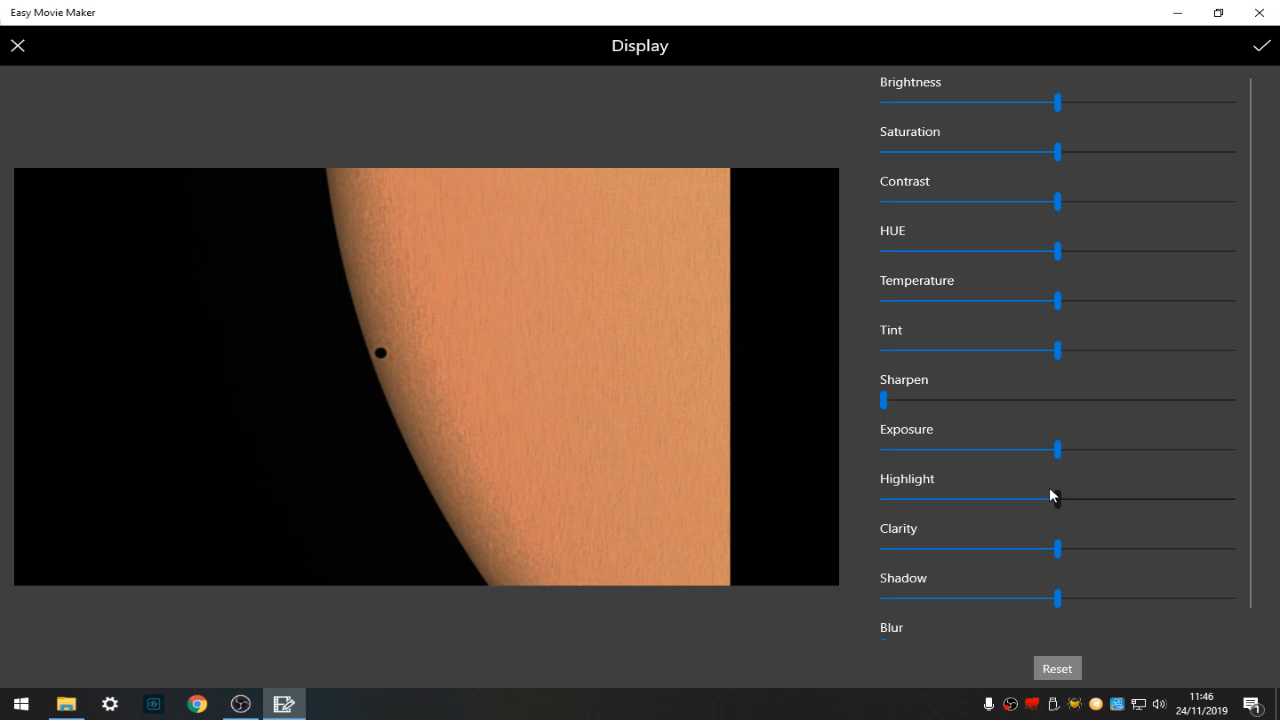 Easy Movie Maker
Display
Brightness
Saturation
Contrast
HUE
Temperature
Tint
Sharpen
Exposure
Highlight
Clarity
Shadow
Blur
Reset
11:46
24/11/2019
1